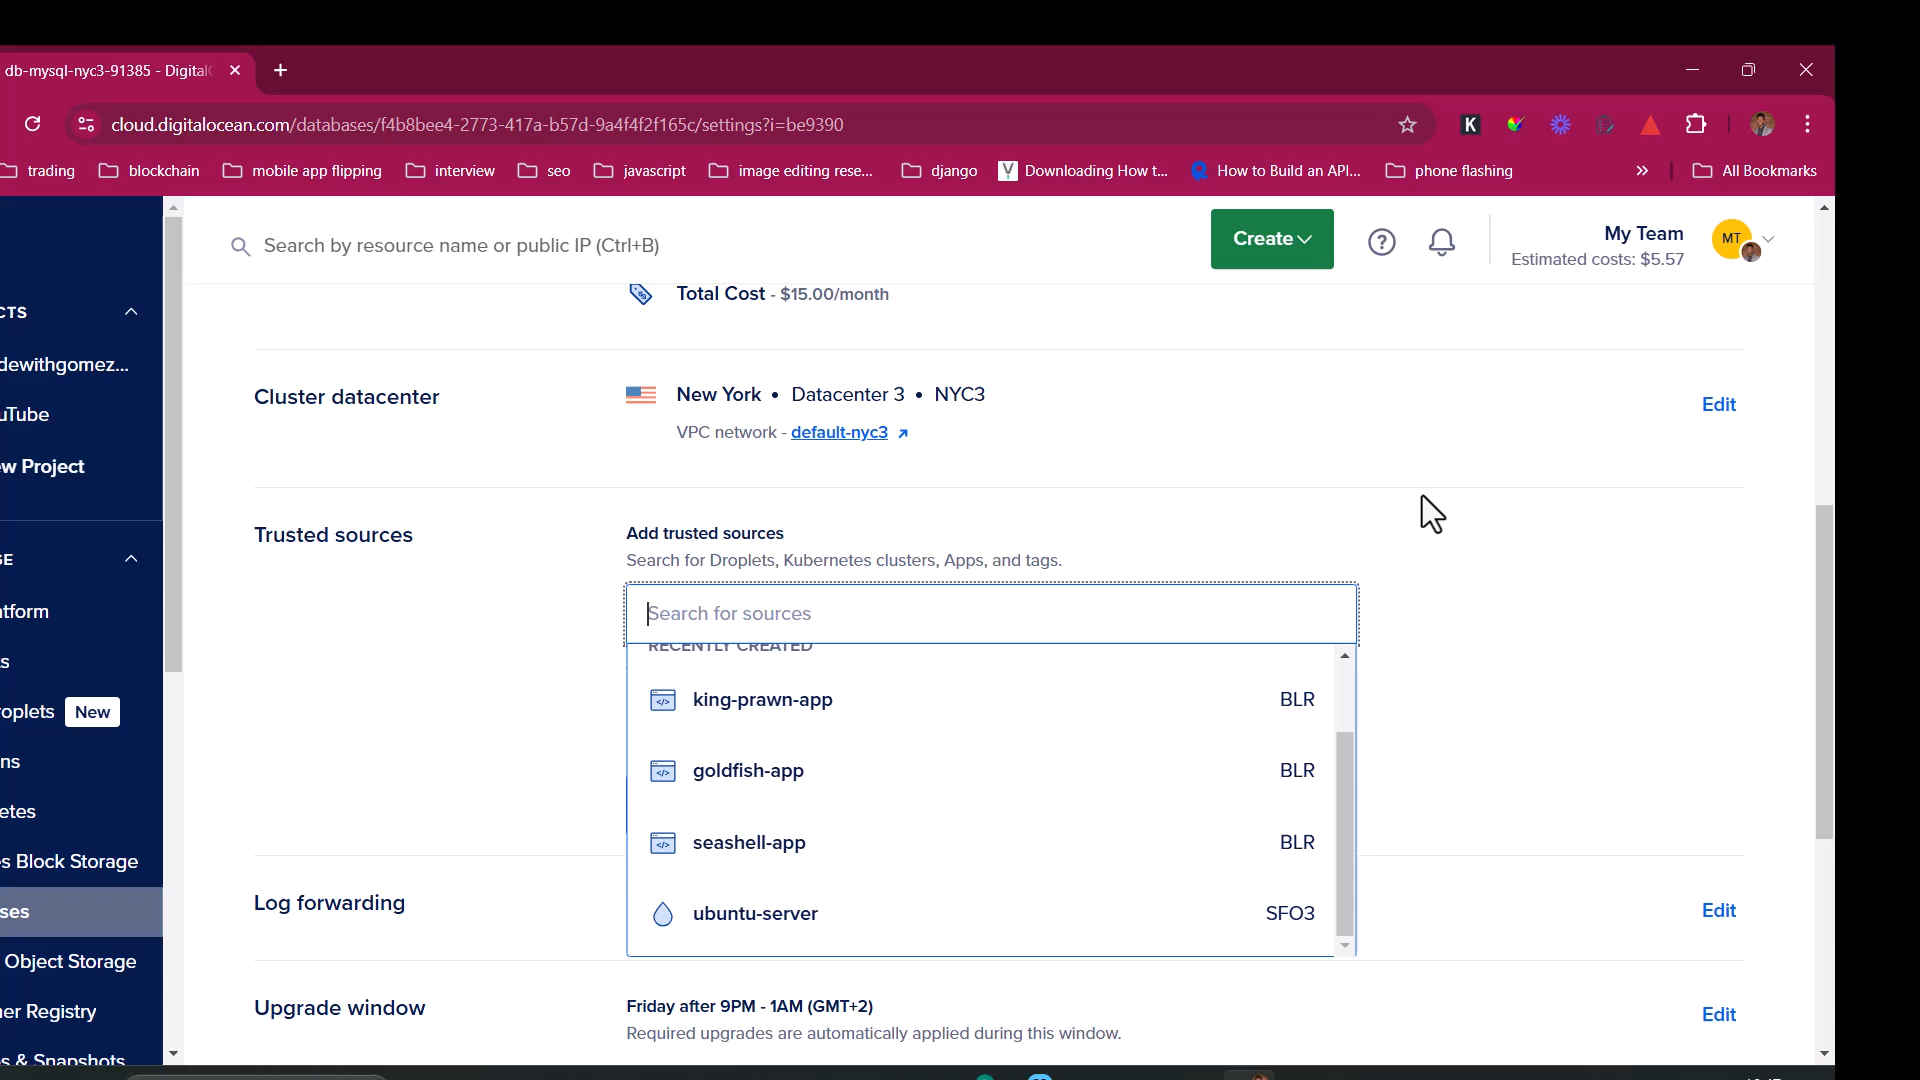 db-mysql-nyc3-91385 - Digital
cloud.digitalocean.com/databases/f4b8bee4-2773-417a-b57d-9a4f4f2f165c/settings?i=be9390
K
trading
blockchain
mobile app flipping
interview
seo
javascript
image editing rese...
django
Downloading How t...
How to Build an API...
phone flashing
»
All Bookmarks
Search by resource name or public IP (Ctrl+B)
Create
My Team
Estimated costs: $5.57
MT
CTS
dewithgomez...
uTube
ew Project
GE
tform
s
roplets New
ns
etes
s Block Storage
ses
Object Storage
er Registry
s & Snapshots
Total Cost - $15.00/month
Cluster datacenter
New York • Datacenter 3 • NYC3
VPC network - default-nyc3
Edit
Trusted sources
Add trusted sources
Search for Droplets, Kubernetes clusters, Apps, and tags.
Search for sources
RECENTLY CREATED
king-prawn-app BLR
goldfish-app BLR
seashell-app BLR
ubuntu-server SFO3
Log forwarding
Edit
Upgrade window
Friday after 9PM - 1AM (GMT+2)
Required upgrades are automatically applied during this window.
Edit